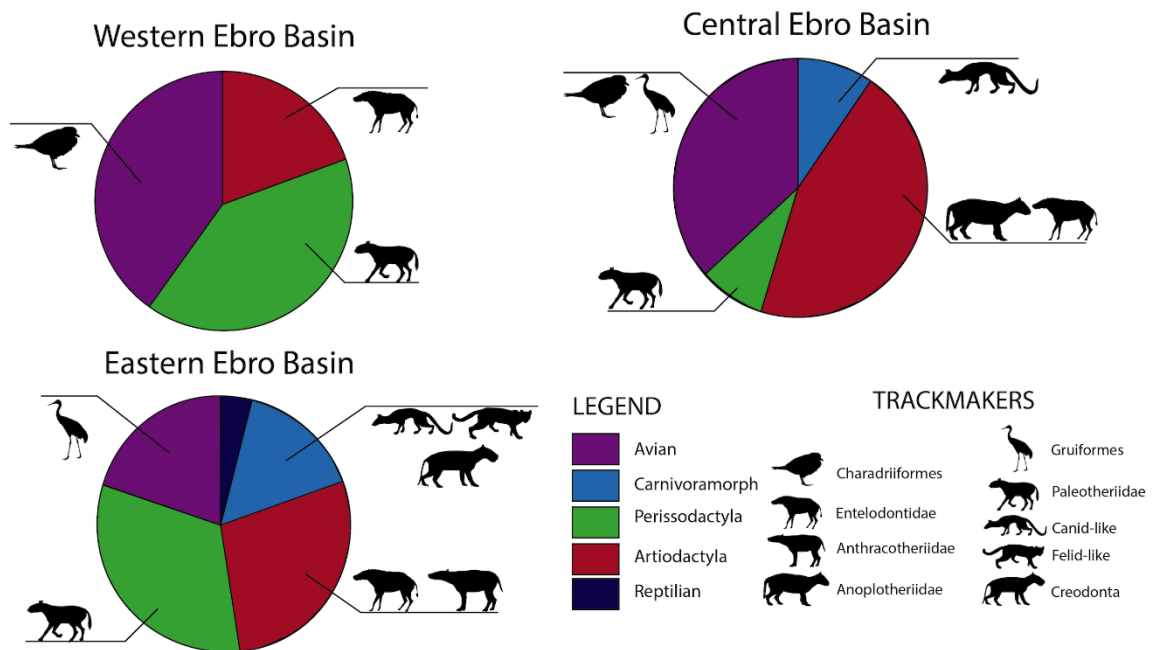 Western Ebro Basin
Central Ebro Basin
Eastern Ebro Basin
LEGEND
Avian
Carnivoramorph
Perissodactyla
Artiodactyla
Reptilian
TRACKMAKERS
Charadriiformes
Entelodontidae
Anthracotheriidae
Anoplotheriidae
Gruiformes
Paleotheriidae
Canid-like
Felid-like
Creodonta